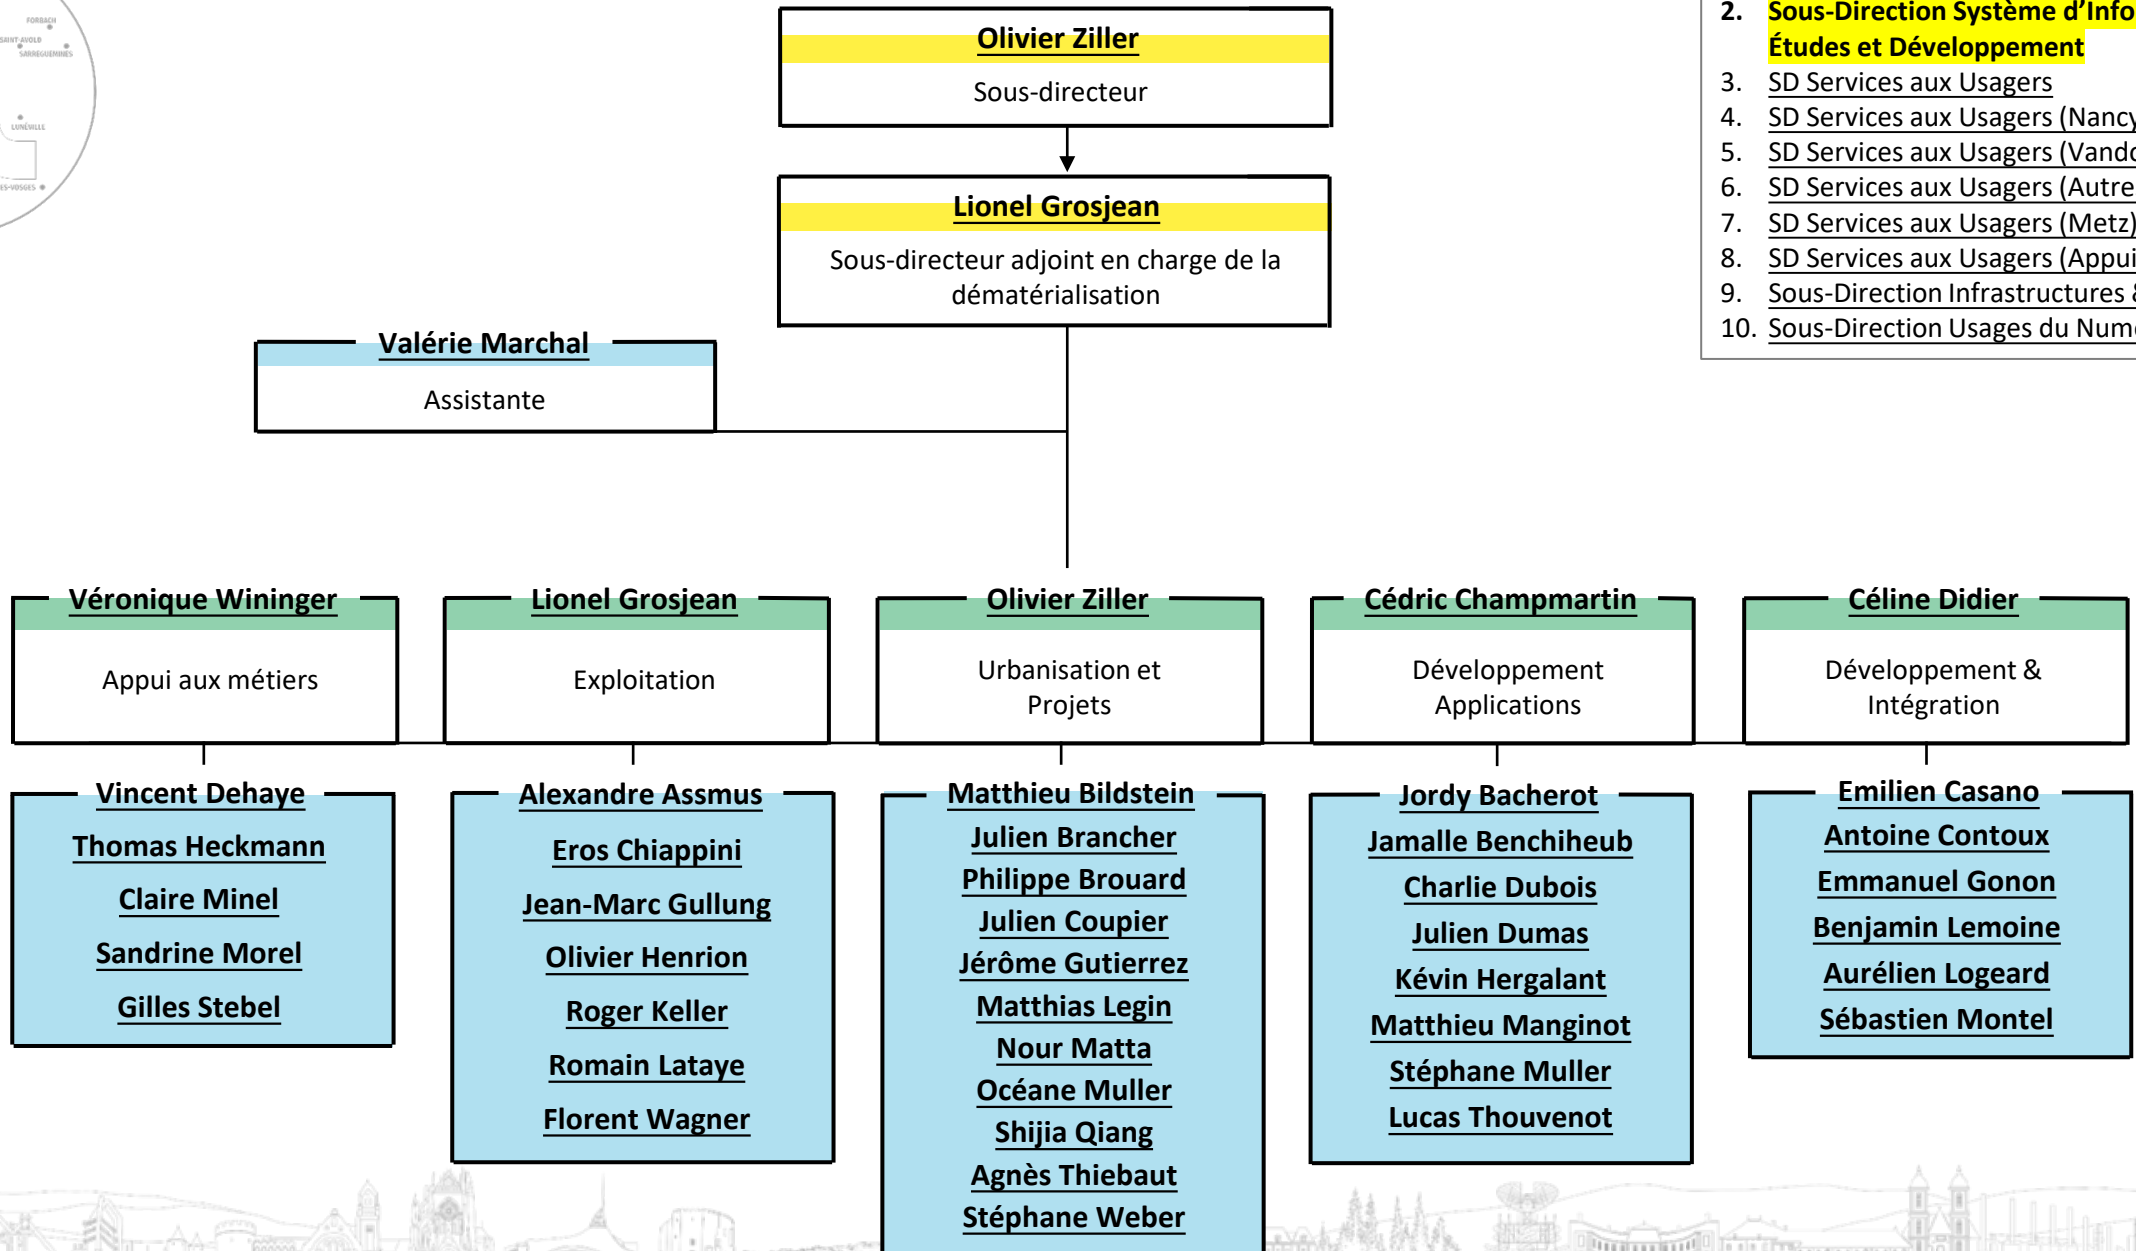 FORBACH
SAINT-AVOLD
SARREGUEMINES
LUNÉVILLE
Olivier Ziller
Sous-directeur
Lionel Grosjean
Sous-directeur adjoint en charge de la
dématérialisation
Valérie Marchal
Assistante
2. Sous-Direction Système d'Info
Études et Développement
3. SD Services aux Usagers
4. SD Services aux Usagers (Nancy
5. SD Services aux Usagers (Vando
6. SD Services aux Usagers (Autre
7. SD Services aux Usagers (Metz)
8. SD Services aux Usagers (Appui
9. Sous-Direction Infrastructures &
10. Sous-Direction Usages du Numé
Véronique Wininger
Appui aux métiers
Vincent Dehaye
Thomas Heckmann
Claire Minel
Sandrine Morel
Gilles Stebel
Lionel Grosjean
Exploitation
Alexandre Assmus
Eros Chiappini
Jean-Marc Gullung
Olivier Henrion
Roger Keller
Romain Lataye
Florent Wagner
Olivier Ziller
Urbanisation et
Projets
Matthieu Bildstein
Julien Brancher
Philippe Brouard
Julien Coupier
Jérôme Gutierrez
Matthias Legin
Nour Matta
Océane Muller
Shijia Qiang
Agnès Thiebaut
Stéphane Weber
Cédric Champmartin
Développement
Applications
Jordy Bacherot
Jamalle Benchiheub
Charlie Dubois
Julien Dumas
Kévin Hergalant
Matthieu Manginot
Stéphane Muller
Lucas Thouvenot
Céline Didier
Développement &
Intégration
Emilien Casano
Antoine Contoux
Emmanuel Gonon
Benjamin Lemoine
Aurélien Logeard
Sébastien Montel